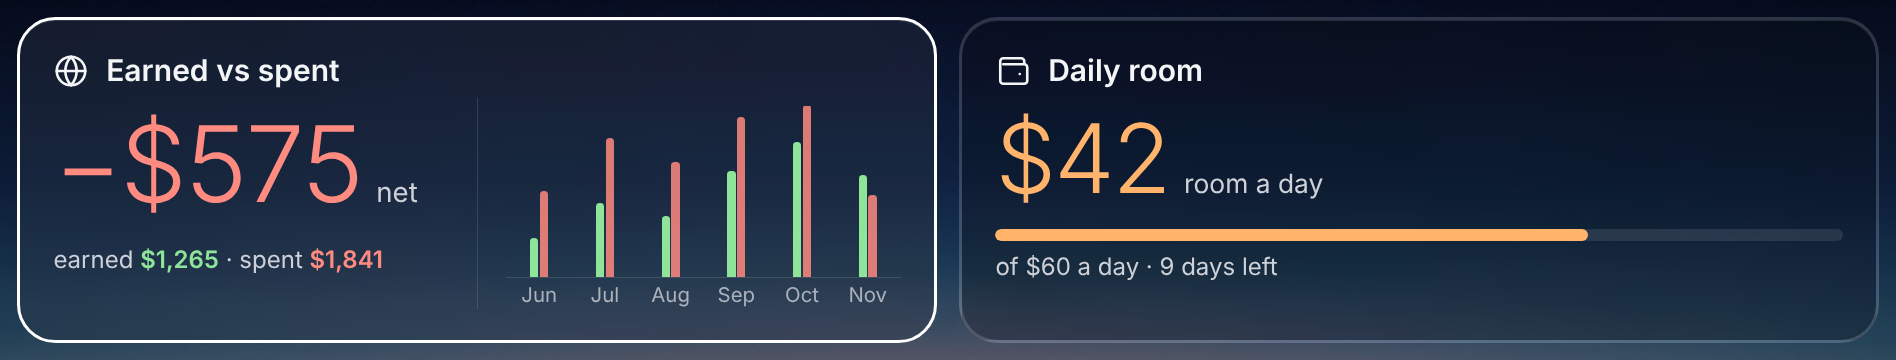 Earned vs spent
−$575 net
earned $1,265 · spent $1,841
Jun Jul Aug Sep Oct Nov
Daily room
$42 room a day
of $60 a day · 9 days left